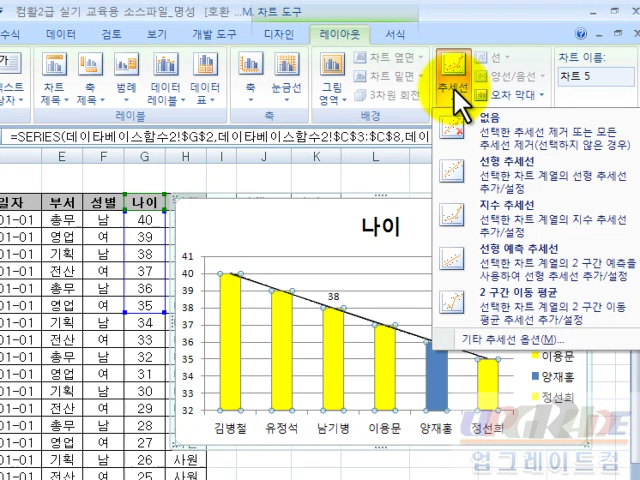 컴활2급 실기 교육용 소스파일_명성 [호환 ...M. 차트 도구
수식 데이터 검토 보기 개발 도구 디자인 레이아웃 서식
차트 제목 축 제목 범례 데이터 레이블 데이터 표
축 눈금선
그림 영역
차트 옆면
차트 밑면
3차원 회전
추세선
선
양선/음선
오차 막대
차트 이름:
차트 5
레이블 축 배경
=SERIES(데이타베이스함수2!$G$2,데이타베이스함수2!$C$3:$C$8,데이
없음
선택한 차트 계열의 추세선 제거 또는 모든
추세선 제거(선택하지 않은 경우)
선형 추세선
선택한 차트 계열의 선형 추세선
추가/설정
지수 추세선
선택한 차트 계열의 지수 추세선
추가/설정
선형 예측 추세선
선택한 차트 계열의 2 구간 예측을
사용하여 선형 추세선 추가/설정
2 구간 이동 평균
선택한 차트 계열의 2 구간 이동
평균 추세선 추가/설정
기타 추세선 옵션(M)...
E F G H I J K L
일자 부서 성별 나이
01-01 총무 남 40
01-01 영업 여 39
01-01 기획 남 38
01-01 전산 여 37
01-01 총무 남 36
01-01 영업 여 35
01-01 기획 남 34
01-01 전산 여 33
01-01 총무 남 32
01-01 영업 여 31
01-01 기획 남 30
01-01 전산 여 29
01-01 총무 남 28
01-01 영업 여 27
01-01 기획 남 26 사원
01-01 전산 여 25 사원
나이
41
40
39
38
37
36
35
34
33
32
38
김병철 유정석 남기병 이용문 양재홍 정선희
이용문
양재홍
정선희
UPGRADE
업그레이드컴